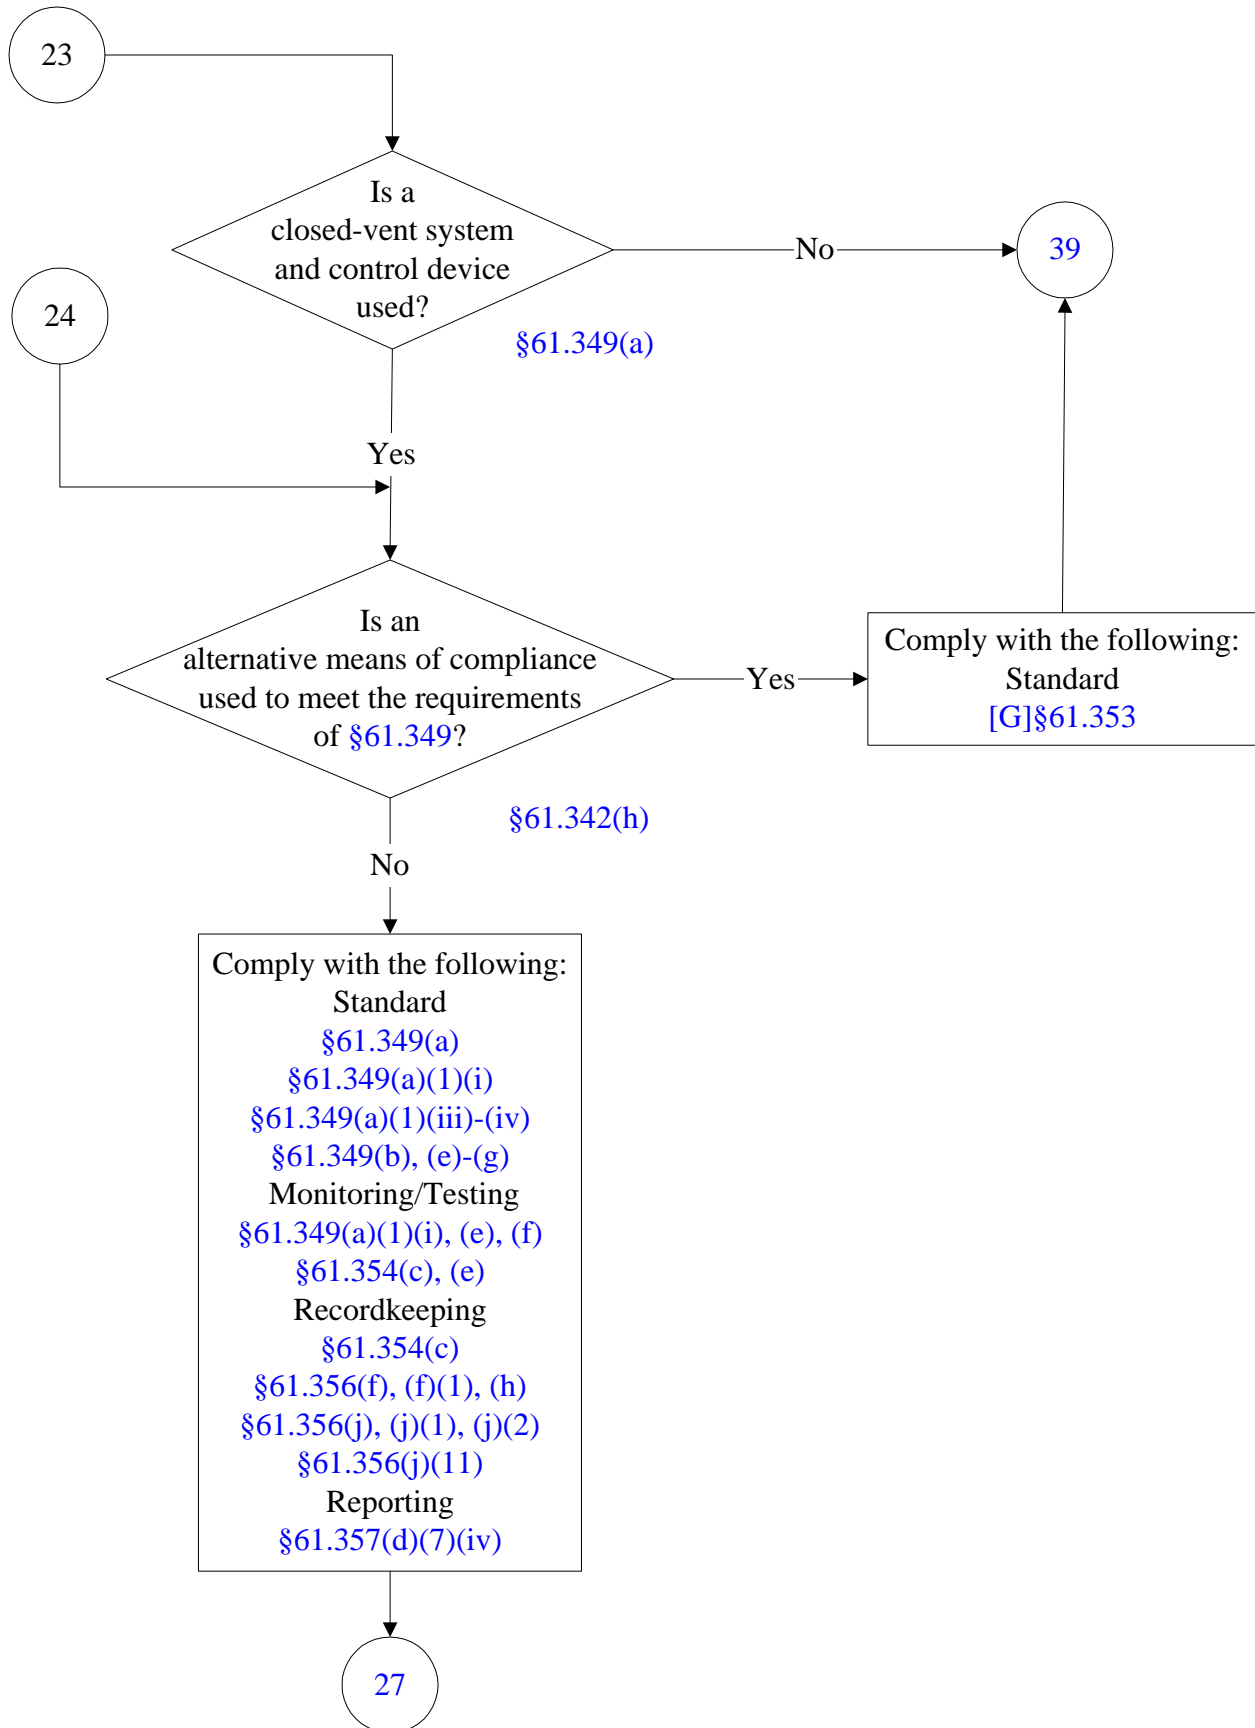 23
Is a
closed-vent system
and control device
used?
No
39
24
§61.349(a)
Yes
Is an
alternative means of compliance
used to meet the requirements
of §61.349?
Yes
Comply with the following:
Standard
[G]§61.353
§61.342(h)
No
Comply with the following:
Standard
§61.349(a)
§61.349(a)(1)(i)
§61.349(a)(1)(iii)-(iv)
§61.349(b), (e)-(g)
Monitoring/Testing
§61.349(a)(1)(i), (e), (f)
§61.354(c), (e)
Recordkeeping
§61.354(c)
§61.356(f), (f)(1), (h)
§61.356(j), (j)(1), (j)(2)
§61.356(j)(11)
Reporting
§61.357(d)(7)(iv)
27